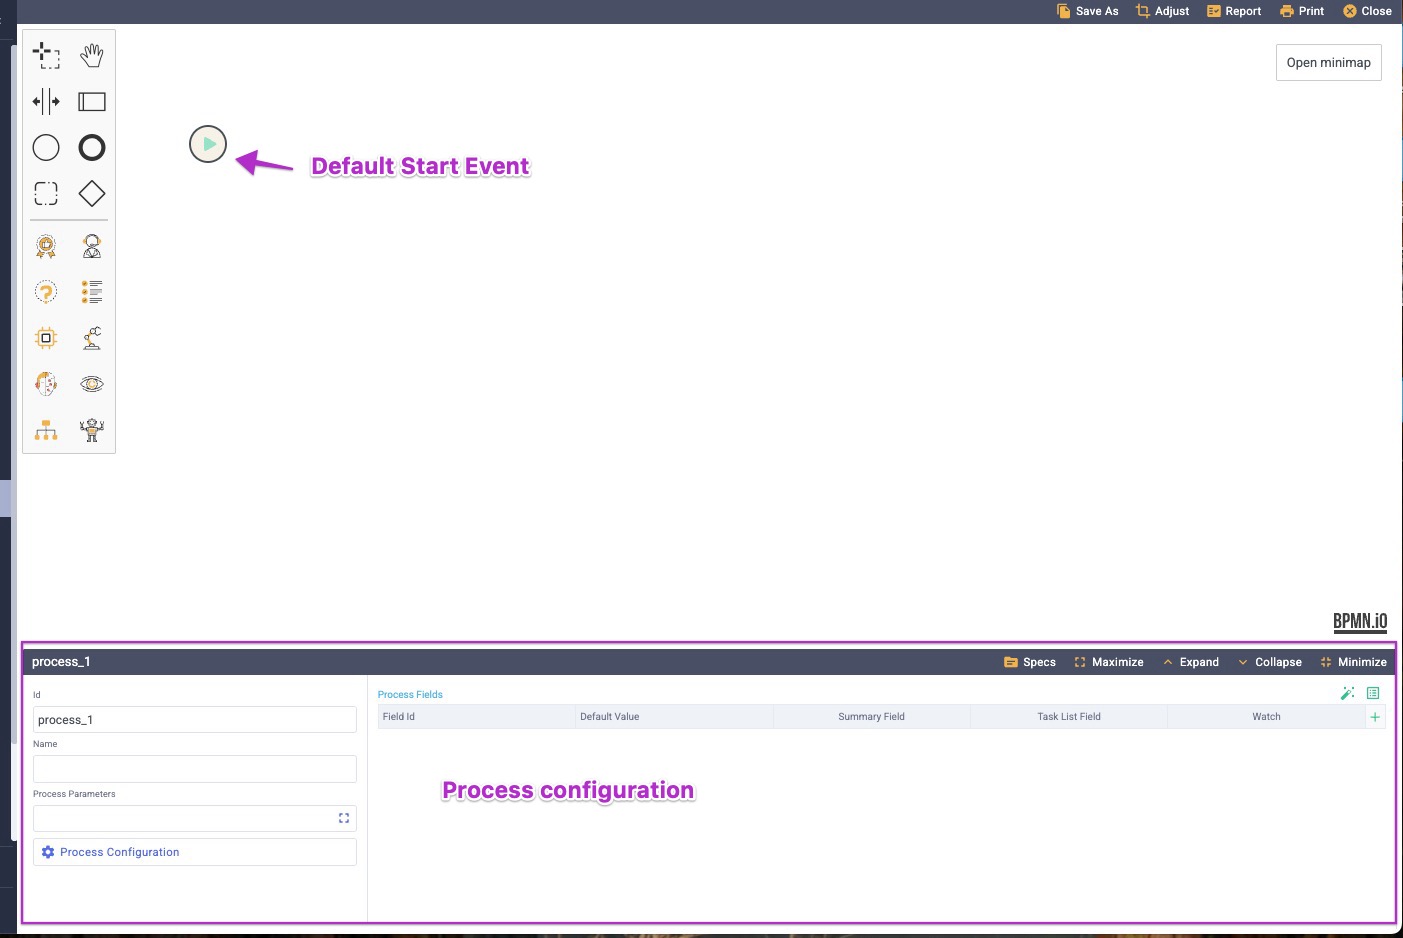 Save As Adjust Report Print Close
Open minimap
Default Start Event
BPMN.iO
process_1 Specs Maximize Expand Collapse Minimize
Id
process_1
Name
Process Parameters
Process Configuration
Process Fields
Field Id Default Value Summary Field Task List Field Watch
Process configuration